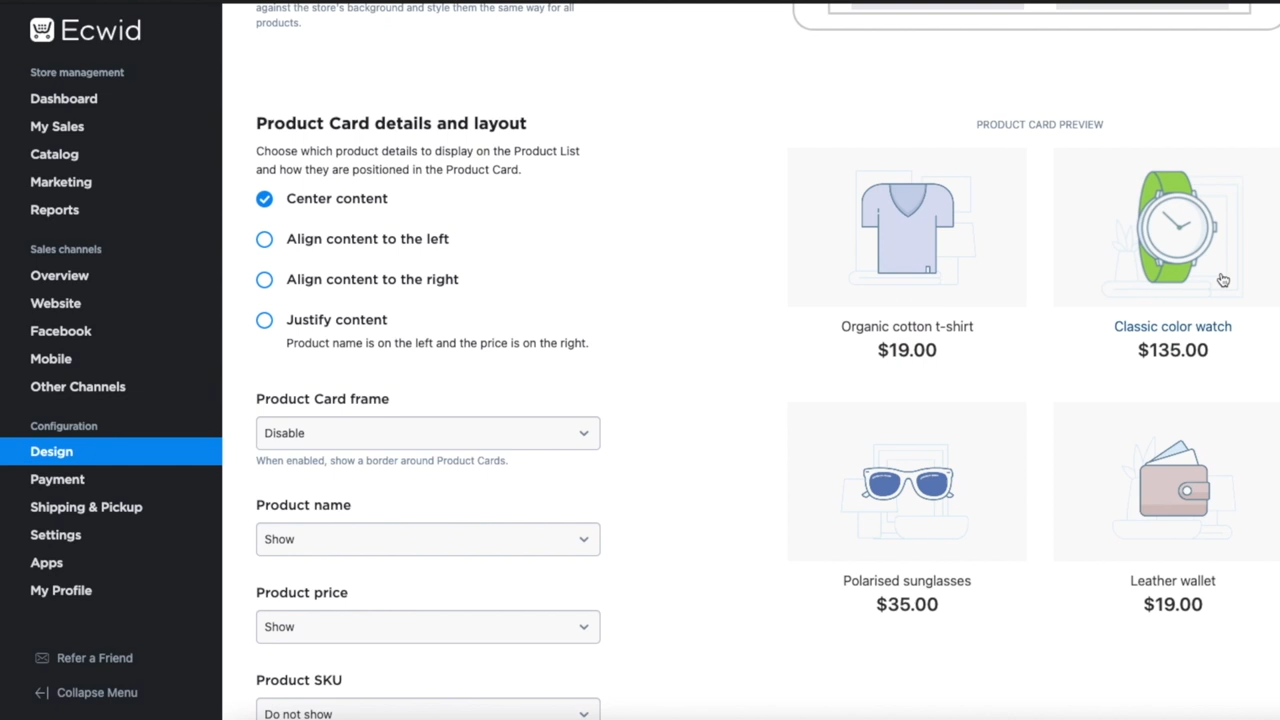 Ecwid
Store management
Dashboard
My Sales
Catalog
Marketing
Reports
Sales channels
Overview
Website
Facebook
Mobile
Other Channels
Configuration
Design
Payment
Shipping & Pickup
Settings
Apps
My Profile
Refer a Friend
Collapse Menu
against the store's background and style them the same way for all
products.
Product Card details and layout
Choose which product details to display on the Product List
and how they are positioned in the Product Card.
Center content
Align content to the left
Align content to the right
Justify content
Product name is on the left and the price is on the right.
Product Card frame
Disable
When enabled, show a border around Product Cards.
Product name
Show
Product price
Show
Product SKU
Do not show
PRODUCT CARD PREVIEW
Organic cotton t-shirt
$19.00
Classic color watch
$135.00
Polarised sunglasses
$35.00
Leather wallet
$19.00